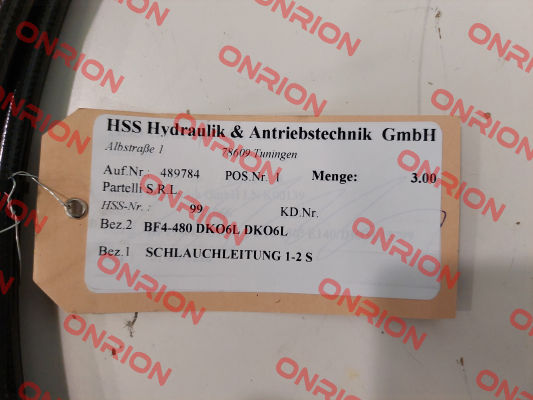 HSS Hydraulik & Antriebstechnik GmbH
Albstraße 1 78609 Tuningen
Auf.Nr : 489784 POS.Nr. 1 Menge: 3.00
Partelli S.R.L.
HSS-Nr. : 99 KD.Nr.
Bez.2 BF4-480 DKO6L DKO6L
Bez.1 SCHLAUCHLEITUNG 1-2 S
ONRION
ONRION
ONRION
ONRION
ONRION
ONRION
ONRION
ONRION
ONRION
ONRION
ONRION
ONRION